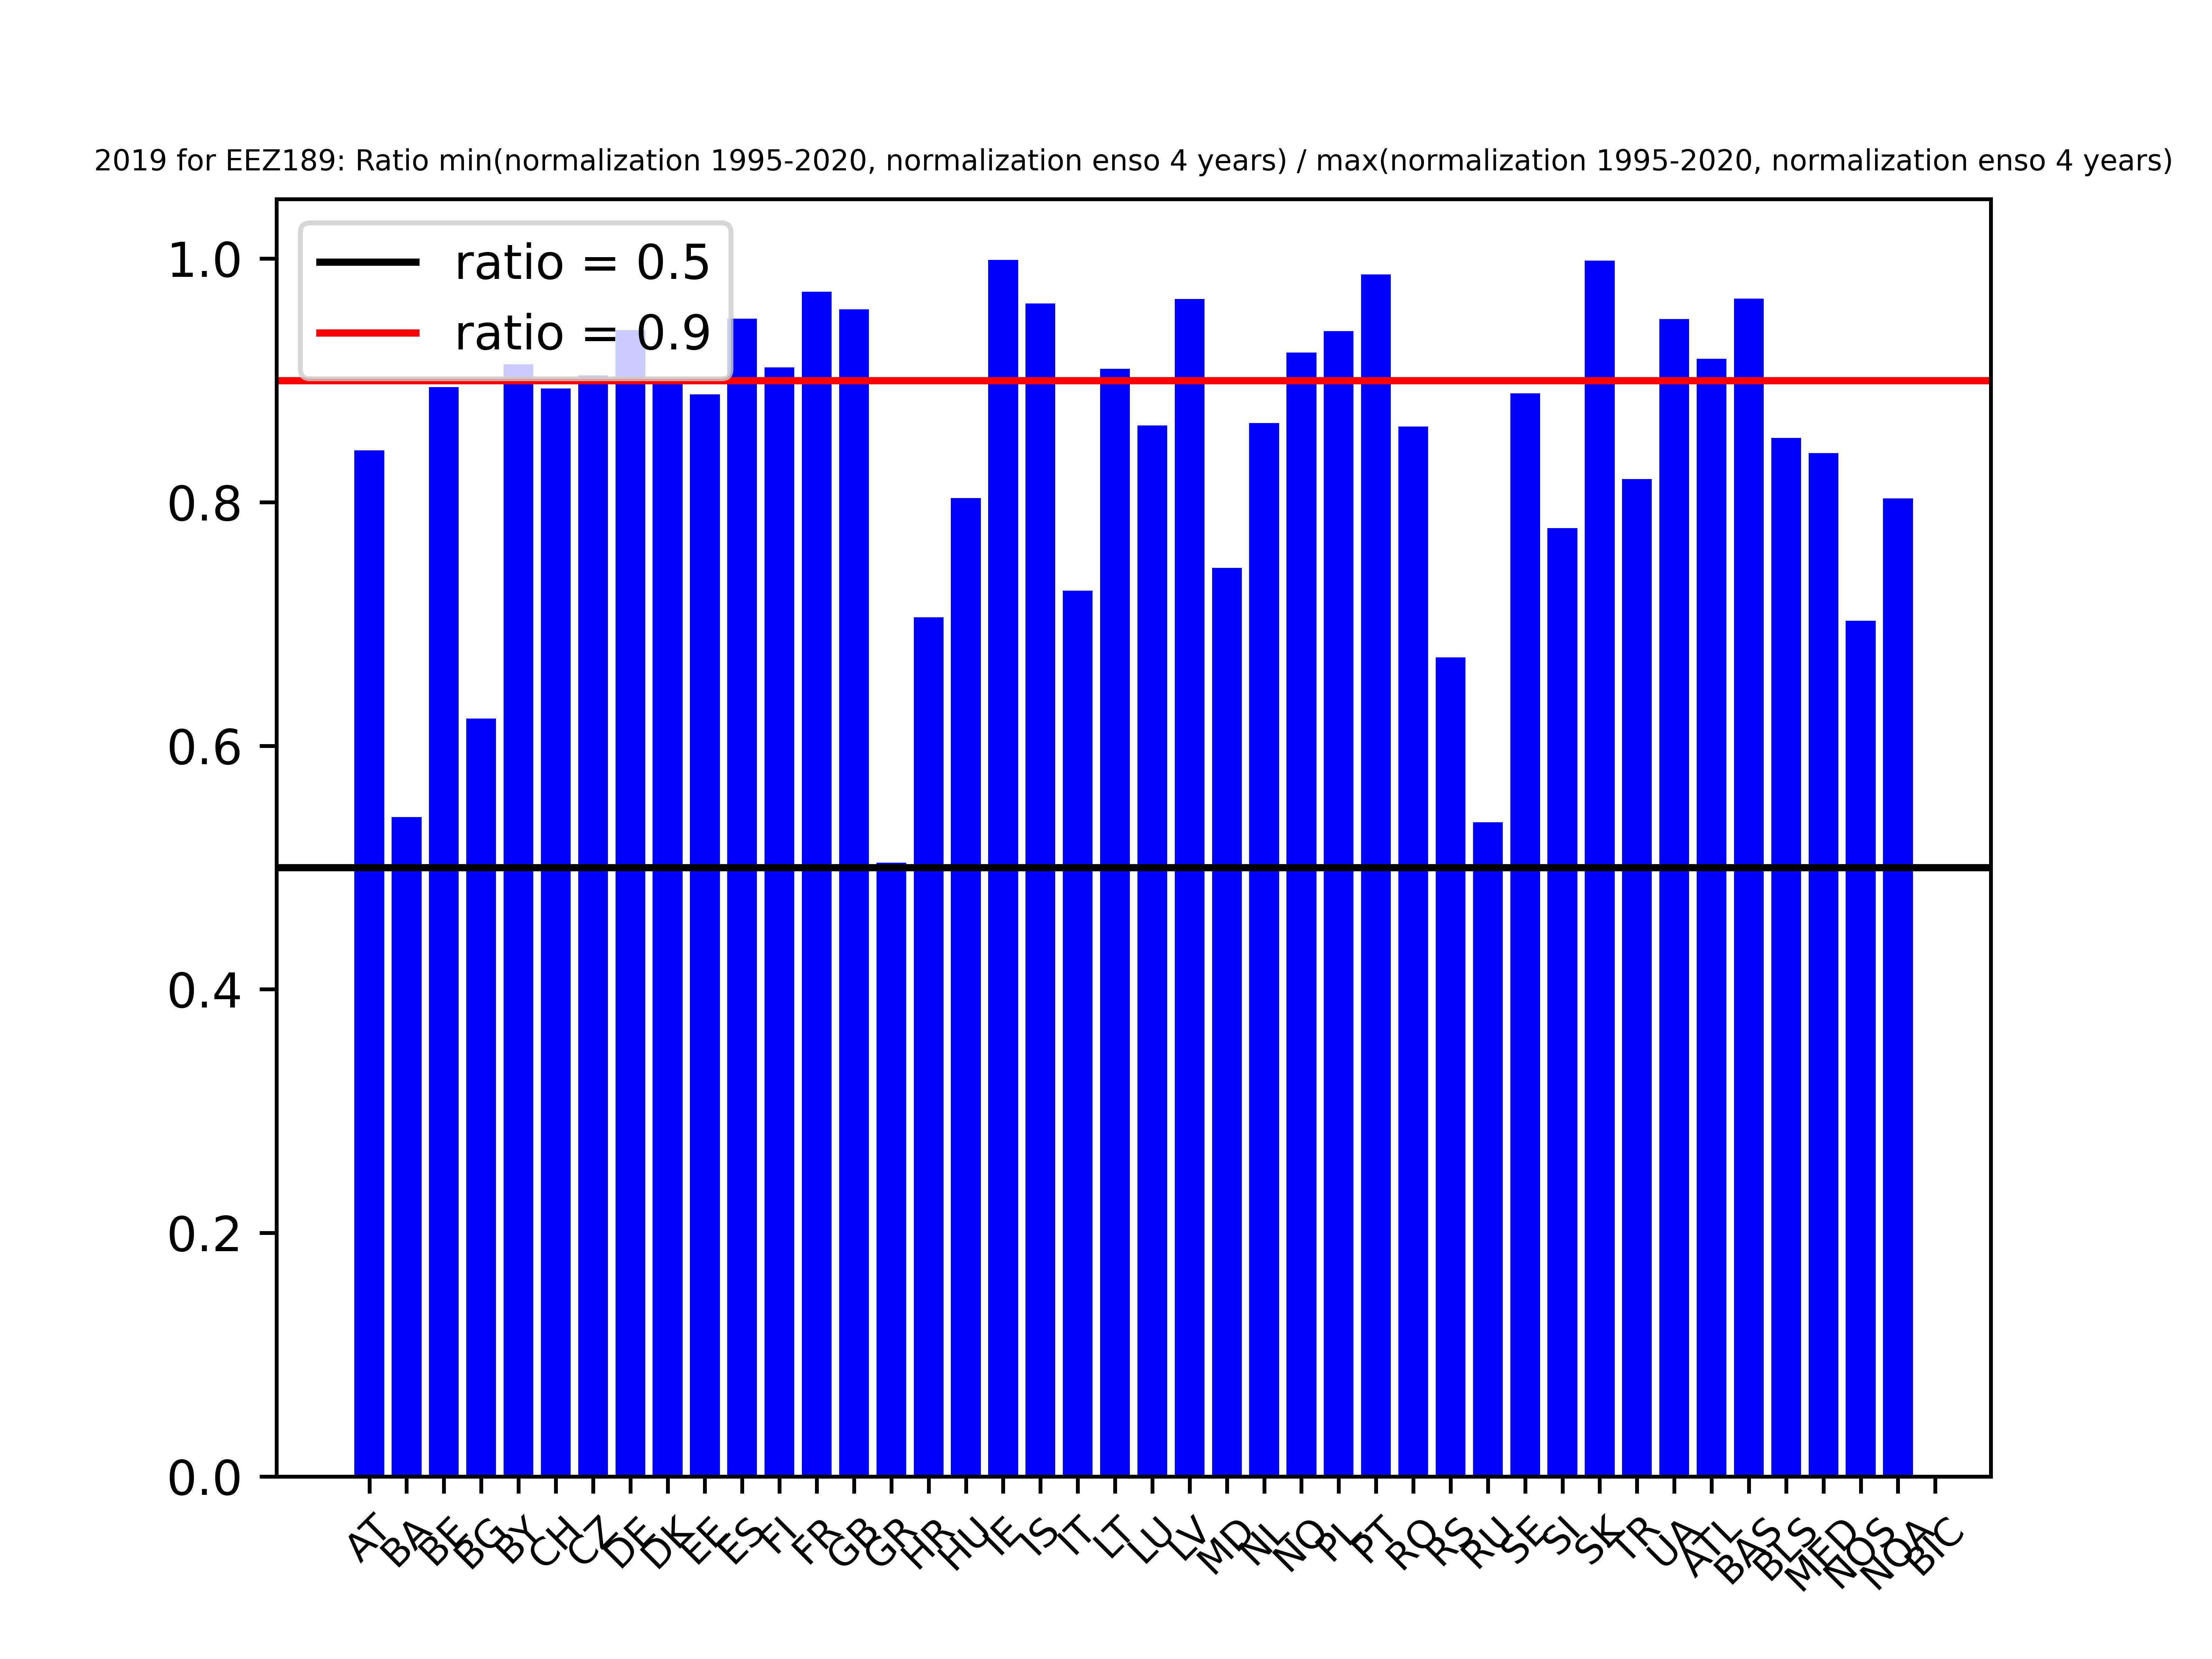 2019 for EEZ189: Ratio min(normalization 1995-2020, normalization enso 4 years) / max(normalization 1995-2020, normalization enso 4 years)
ratio = 0.5
ratio = 0.9
1.0
0.8
0.6
0.4
0.2
0.0
AT BA BE BG BY CH CZ DE DK EE ES FI FR GB GR HR HU IE IS IT LT LU LV MD NL NO PL PT RO RS RU SE SI SK TR UA ATL BAS BLS MED NOS NOA BIC